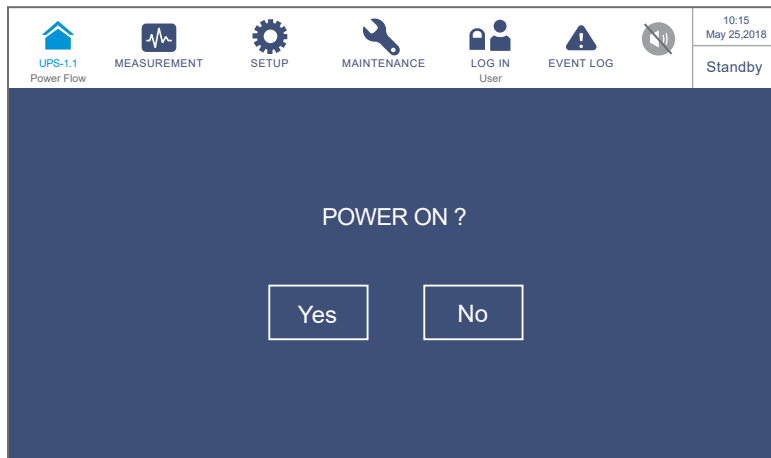 UPS-1.1
Power Flow
MEASUREMENT
SETUP
MAINTENANCE
LOG IN
User
EVENT LOG
10:15
May 25,2018
Standby
POWER ON ?
Yes
No